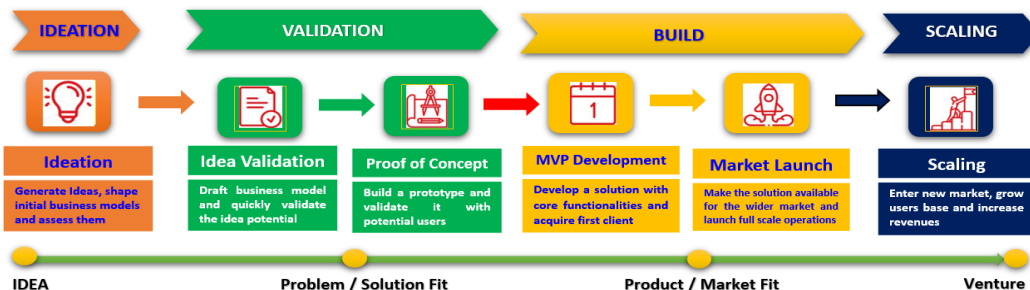 IDEATION
VALIDATION
BUILD
SCALING
1
Ideation
Generate Ideas, shape
initial business models
and assess them
Idea Validation
Draft business model
and quickly validate
the idea potential
Proof of Concept
Build a prototype and
validate it with
potential users
MVP Development
Develop a solution with
core functionalities and
acquire first client
Market Launch
Make the solution available
for the wider market and
launch full scale operations
Scaling
Enter new market, grow
users base and increase
revenues
IDEA
Problem / Solution Fit
Product / Market Fit
Venture